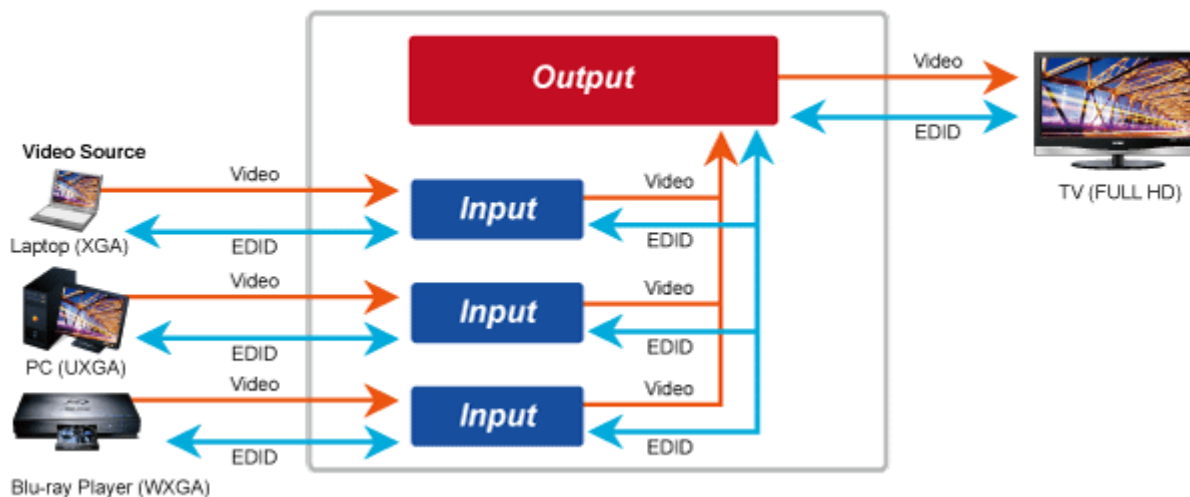 Output
Video
EDID
TV (FULL HD)
Video Source
Video
EDID
Laptop (XGA)
Input
Video
EDID
Video
EDID
PC (UXGA)
Input
Video
EDID
Video
EDID
Blu-ray Player (WXGA)
Input
Video
EDID